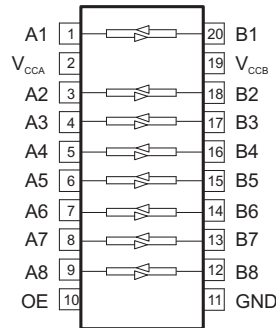 A1 1 20 B1
VCCA 2 19 VCCB
A2 3 18 B2
A3 4 17 B3
A4 5 16 B4
A5 6 15 B5
A6 7 14 B6
A7 8 13 B7
A8 9 12 B8
OE 10 11 GND